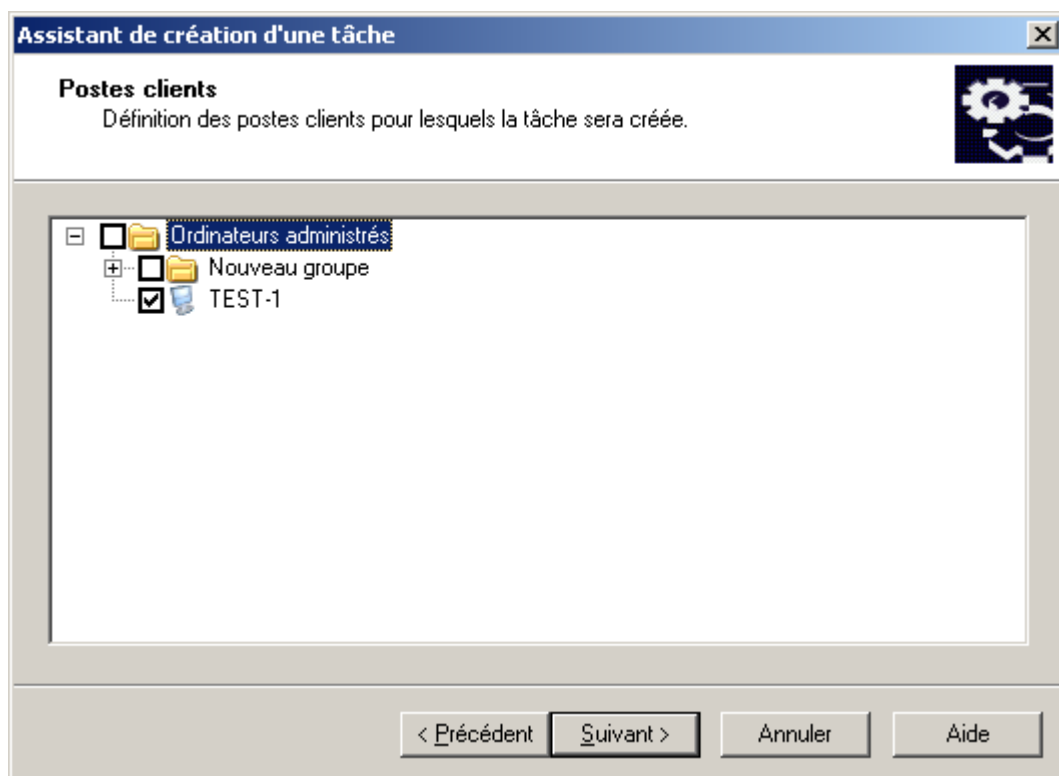 Assistant de création d'une tâche
Postes clients
Définition des postes clients pour lesquels la tâche sera créée.
Ordinateurs administrés
Nouveau groupe
TEST-1
< Précédent Suivant > Annuler Aide